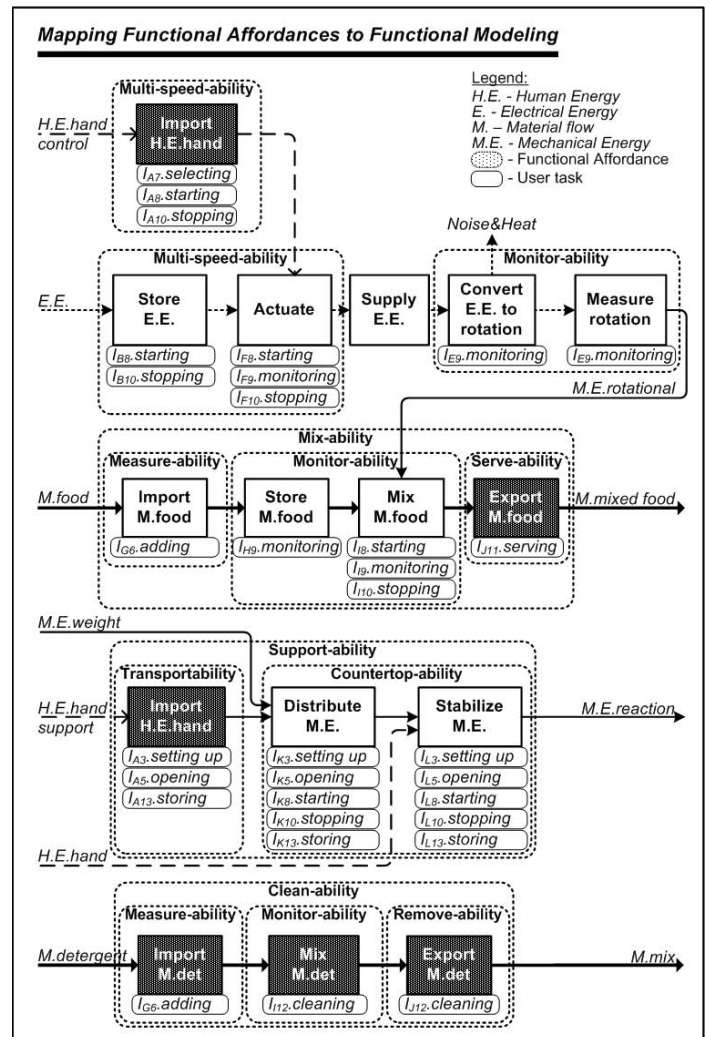 Mapping Functional Affordances to Functional Modeling
Legend:
H.E. - Human Energy
E. - Electrical Energy
M. – Material flow
M.E. - Mechanical Energy
- Functional Affordance
- User task
Multi-speed-ability
H.E.hand
control
Import
H.E.hand
IA7.selecting
IA8.starting
IA10.stopping
Noise&Heat
Multi-speed-ability
Monitor-ability
E.E.
Store
E.E.
Actuate
Supply
E.E.
Convert
E.E. to
rotation
Measure
rotation
IB8.starting
IB10.stopping
IF8.starting
IF9.monitoring
IF10.stopping
IE9.monitoring
IE9.monitoring
M.E.rotational
Mix-ability
Measure-ability
Monitor-ability
Serve-ability
M.food
Import
M.food
Store
M.food
Mix
M.food
Export
M.food
M.mixed food
IG6.adding
IH9.monitoring
II8.starting
II9.monitoring
II10.stopping
IJ11.serving
M.E.weight
Support-ability
Transportability
Countertop-ability
H.E.hand
support
Import
H.E.hand
Distribute
M.E.
Stabilize
M.E.
M.E.reaction
IA3.setting up
IA5.opening
IA13.storing
IK3.setting up
IK5.opening
IK8.starting
IK10.stopping
IK13.storing
IL3.setting up
IL5.opening
IL8.starting
IL10.stopping
IL13.storing
H.E.hand
Clean-ability
Measure-ability
Monitor-ability
Remove-ability
M.detergent
Import
M.det
Mix
M.det
Export
M.det
M.mix
IG6.adding
II12.cleaning
IJ12.cleaning